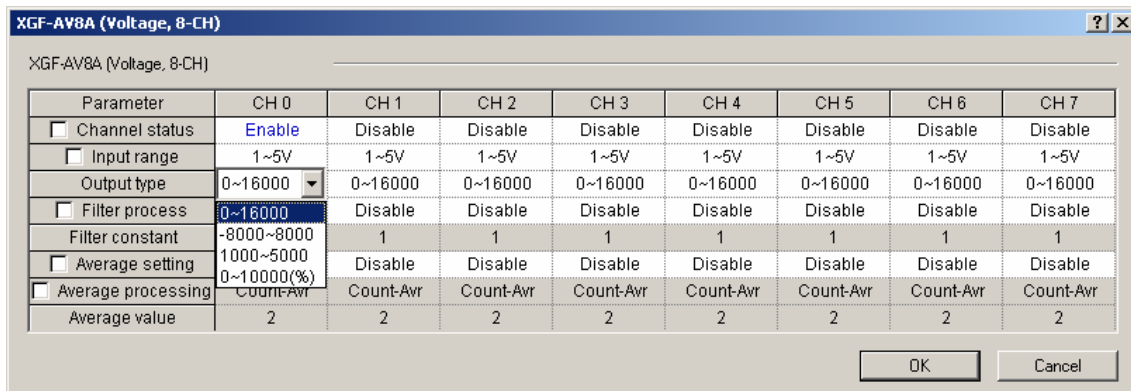 XGF-AV8A (Voltage, 8-CH)
XGF-AV8A (Voltage, 8-CH)
Parameter CH 0 CH 1 CH 2 CH 3 CH 4 CH 5 CH 6 CH 7
Channel status Enable Disable Disable Disable Disable Disable Disable Disable
Input range 1~5V 1~5V 1~5V 1~5V 1~5V 1~5V 1~5V 1~5V
Output type 0~16000 0~16000 0~16000 0~16000 0~16000 0~16000 0~16000 0~16000
Filter process 0~16000 Disable Disable Disable Disable Disable Disable Disable
Filter constant -8000~8000 1 1 1 1 1 1 1
1000~5000
Average setting 0~10000(%) Disable Disable Disable Disable Disable Disable Disable
Average processing Count-Avr Count-Avr Count-Avr Count-Avr Count-Avr Count-Avr Count-Avr Count-Avr
Average value 2 2 2 2 2 2 2 2
OK Cancel